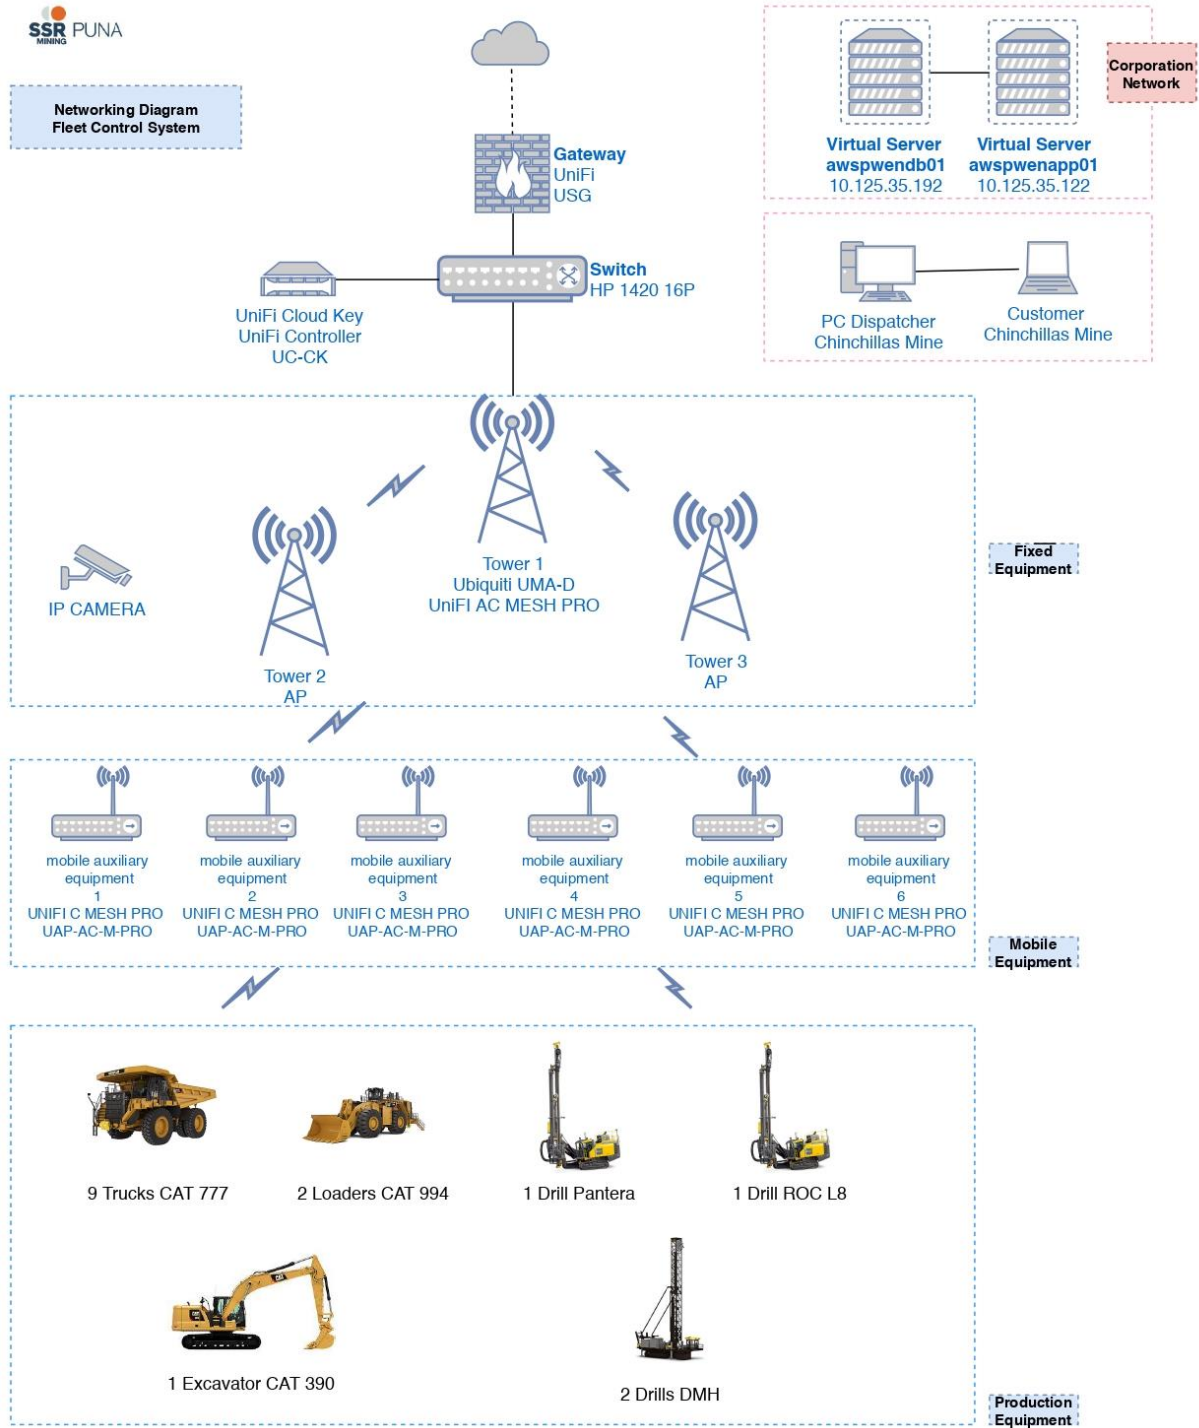 SSR PUNA
MINING
Networking Diagram
Fleet Control System
Corporation
Network
Virtual Server
awspwendb01
10.125.35.192
Virtual Server
awspwenapp01
10.125.35.122
Gateway
UniFi
USG
Switch
HP 1420 16P
UniFi Cloud Key
UniFi Controller
UC-CK
PC Dispatcher
Chinchillas Mine
Customer
Chinchillas Mine
Tower 1
Ubiquiti UMA-D
UniFI AC MESH PRO
IP CAMERA
Tower 2
AP
Tower 3
AP
Fixed
Equipment
mobile auxiliary
equipment
1
UNIFI C MESH PRO
UAP-AC-M-PRO
mobile auxiliary
equipment
2
UNIFI C MESH PRO
UAP-AC-M-PRO
mobile auxiliary
equipment
3
UNIFI C MESH PRO
UAP-AC-M-PRO
mobile auxiliary
equipment
4
UNIFI C MESH PRO
UAP-AC-M-PRO
mobile auxiliary
equipment
5
UNIFI C MESH PRO
UAP-AC-M-PRO
mobile auxiliary
equipment
6
UNIFI C MESH PRO
UAP-AC-M-PRO
Mobile
Equipment
9 Trucks CAT 777
2 Loaders CAT 994
1 Drill Pantera
1 Drill ROC L8
1 Excavator CAT 390
2 Drills DMH
Production
Equipment